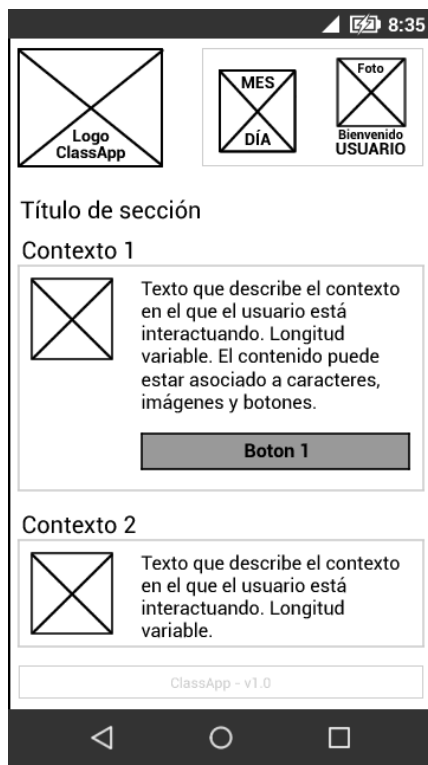 8:35
Logo
ClassApp
MES
DÍA
Foto
Bienvenido
USUARIO
Título de sección
Contexto 1
Texto que describe el contexto
en el que el usuario está
interactuando. Longitud
variable. El contenido puede
estar asociado a caracteres,
imágenes y botones.
Boton 1
Contexto 2
Texto que describe el contexto
en el que el usuario está
interactuando. Longitud
variable.
ClassApp - v1.0